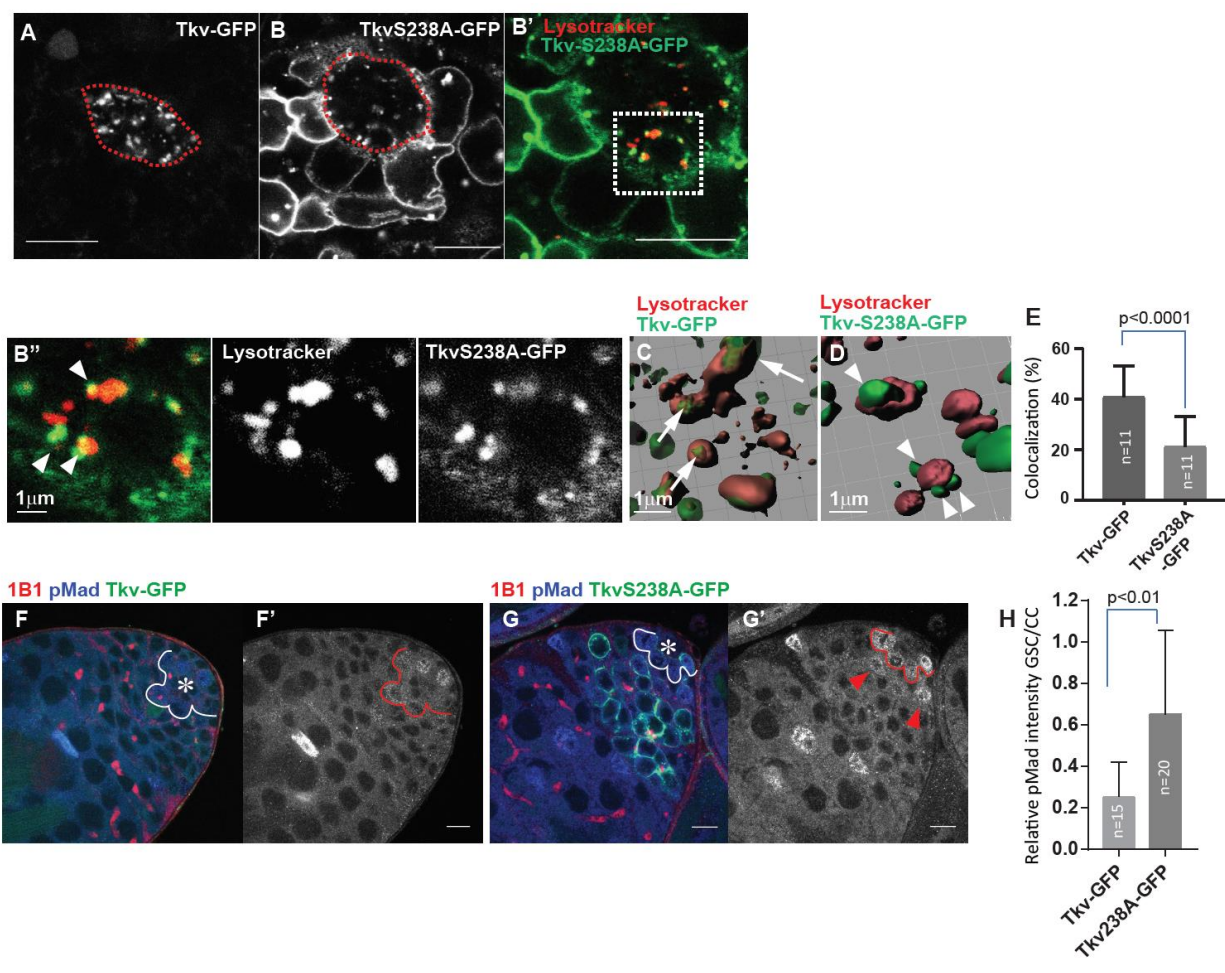 A
Tkv-GFP
B
TkvS238A-GFP
B’
Lysotracker
Tkv-S238A-GFP
B”
Lysotracker
TkvS238A-GFP
1µm
Lysotracker
Tkv-GFP
C
1µm
Lysotracker
Tkv-S238A-GFP
D
1µm
E
p<0.0001
Colocalization (%)
60
40
20
0
n=11
n=11
Tkv-GFP
TkvS238A
-GFP
1B1 pMad Tkv-GFP
F
*
F’
1B1 pMad TkvS238A-GFP
G
*
G’
H
p<0.01
Relative pMad intensity GSC/CC
1.2
1.0
0.8
0.6
0.4
0.2
0.0
n=15
n=20
Tkv-GFP
Tkv238A-GFP